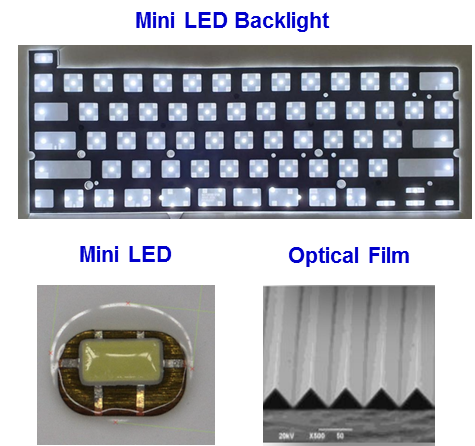 Mini LED Backlight
Mini LED
Optical Film
20kV X500 50